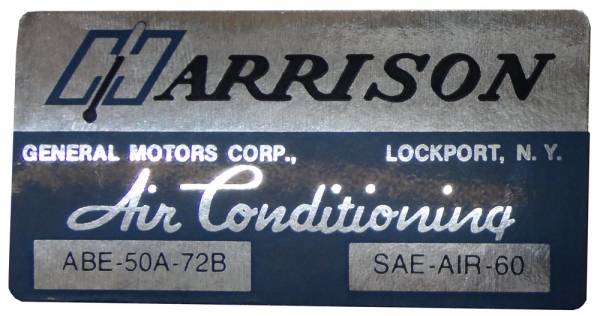 HARRISON
GENERAL MOTORS CORP., LOCKPORT, N. Y.
Air Conditioning
ABE-50A-72B SAE-AIR-60